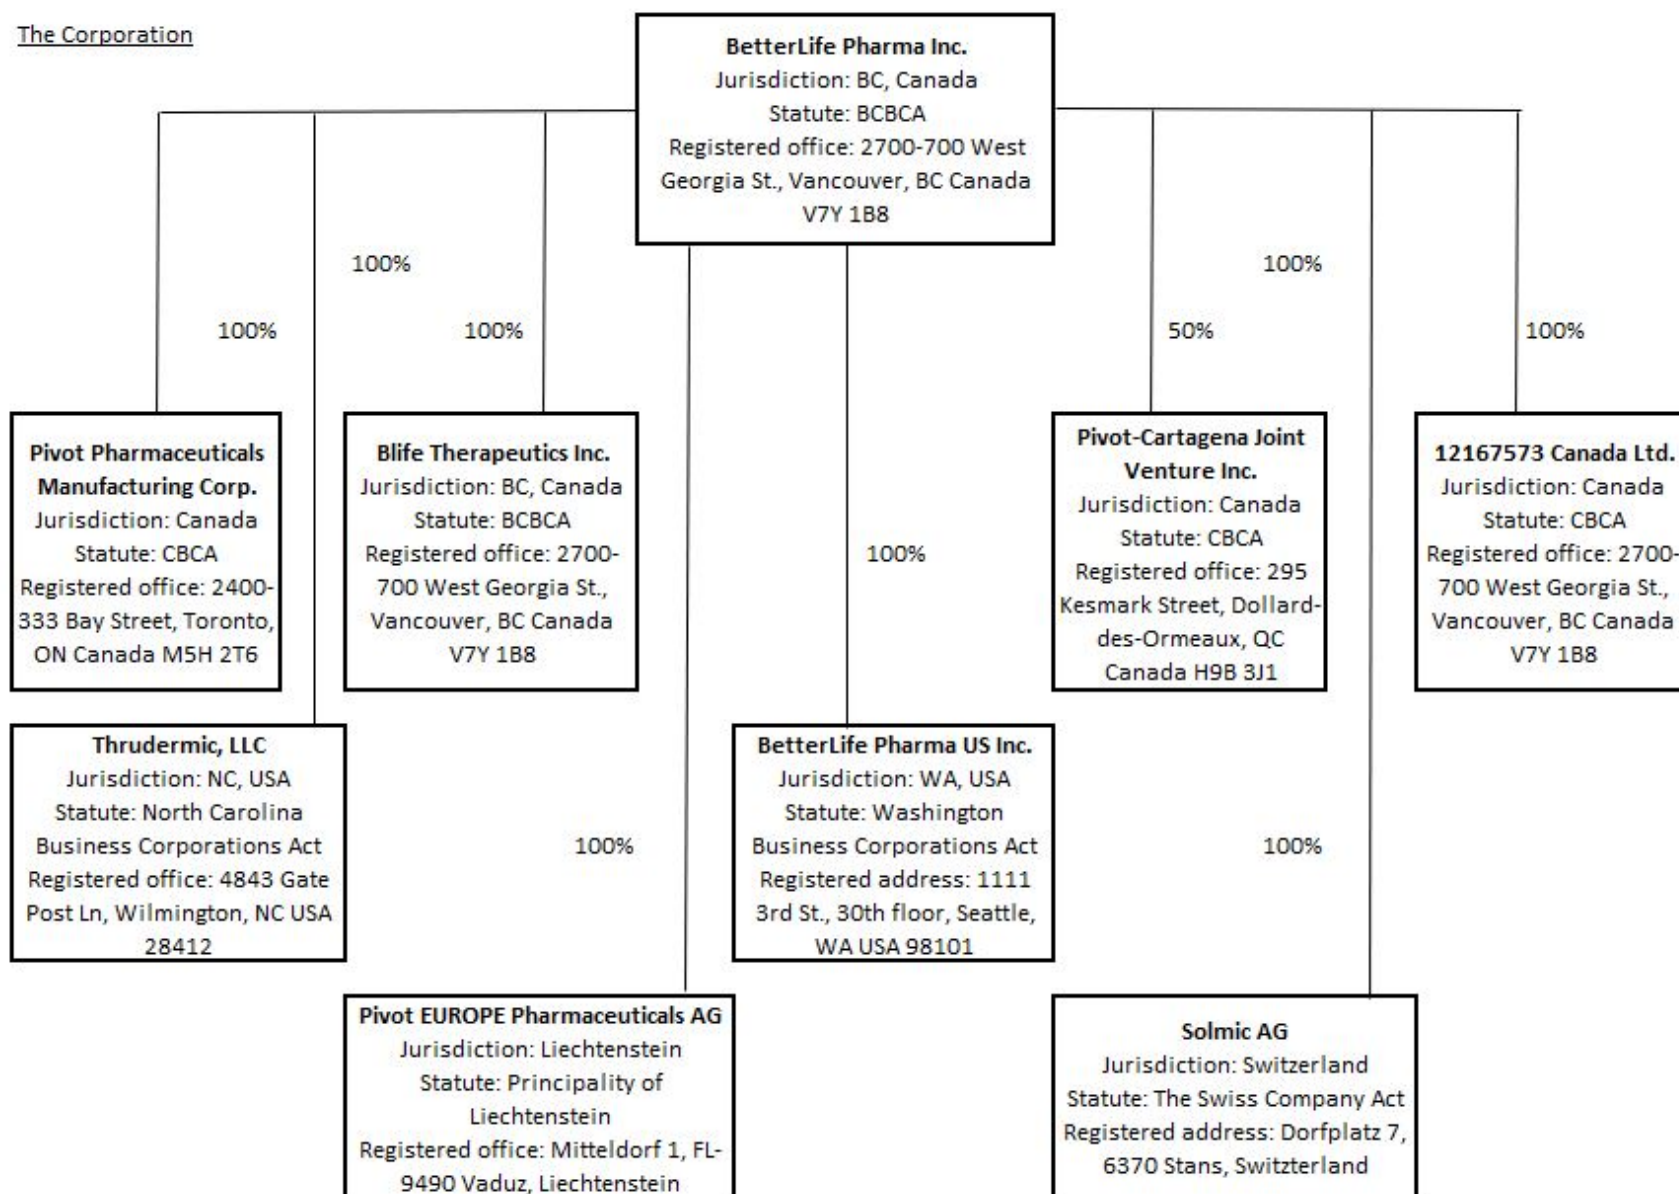 The Corporation
BetterLife Pharma Inc.
Jurisdiction: BC, Canada
Statute: BCBCA
Registered office: 2700-700 West
Georgia St., Vancouver, BC Canada
V7Y 1B8
100%
100%
100%
100%
50%
100%
Pivot Pharmaceuticals
Manufacturing Corp.
Jurisdiction: Canada
Statute: CBCA
Registered office: 2400-
333 Bay Street, Toronto,
ON Canada M5H 2T6
Blife Therapeutics Inc.
Jurisdiction: BC, Canada
Statute: BCBCA
Registered office: 2700-
700 West Georgia St.,
Vancouver, BC Canada
V7Y 1B8
100%
Pivot-Cartagena Joint
Venture Inc.
Jurisdiction: Canada
Statute: CBCA
Registered office: 295
Kesmark Street, Dollard-
des-Ormeaux, QC
Canada H9B 3J1
12167573 Canada Ltd.
Jurisdiction: Canada
Statute: CBCA
Registered office: 2700-
700 West Georgia St.,
Vancouver, BC Canada
V7Y 1B8
Thrudermic, LLC
Jurisdiction: NC, USA
Statute: North Carolina
Business Corporations Act
Registered office: 4843 Gate
Post Ln, Wilmington, NC USA
28412
100%
BetterLife Pharma US Inc.
Jurisdiction: WA, USA
Statute: Washington
Business Corporations Act
Registered address: 1111
3rd St., 30th floor, Seattle,
WA USA 98101
100%
Pivot EUROPE Pharmaceuticals AG
Jurisdiction: Liechtenstein
Statute: Principality of
Liechtenstein
Registered office: Mitteldorf 1, FL-
9490 Vaduz, Liechtenstein
Solmic AG
Jurisdiction: Switzerland
Statute: The Swiss Company Act
Registered address: Dorfplatz 7,
6370 Stans, Switzterland